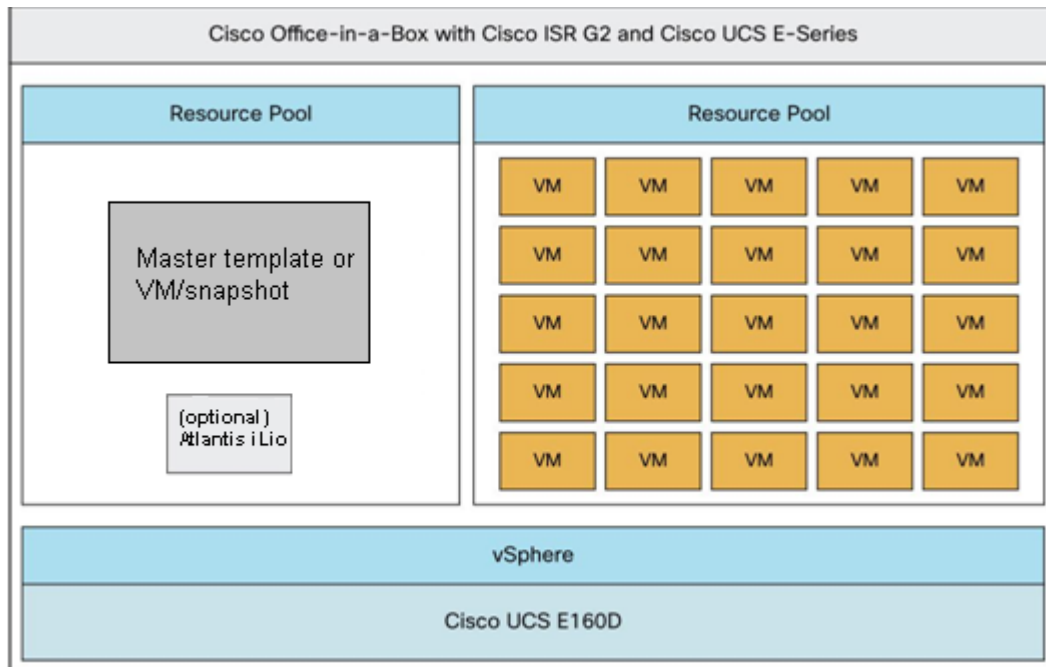 Cisco Office-in-a-Box with Cisco ISR G2 and Cisco UCS E-Series
Resource Pool
Master template or
VM/snapshot
(optional)
Atlantis iLio
Resource Pool
VM VM VM VM VM
VM VM VM VM VM
VM VM VM VM VM
VM VM VM VM VM
VM VM VM VM VM
vSphere
Cisco UCS E160D